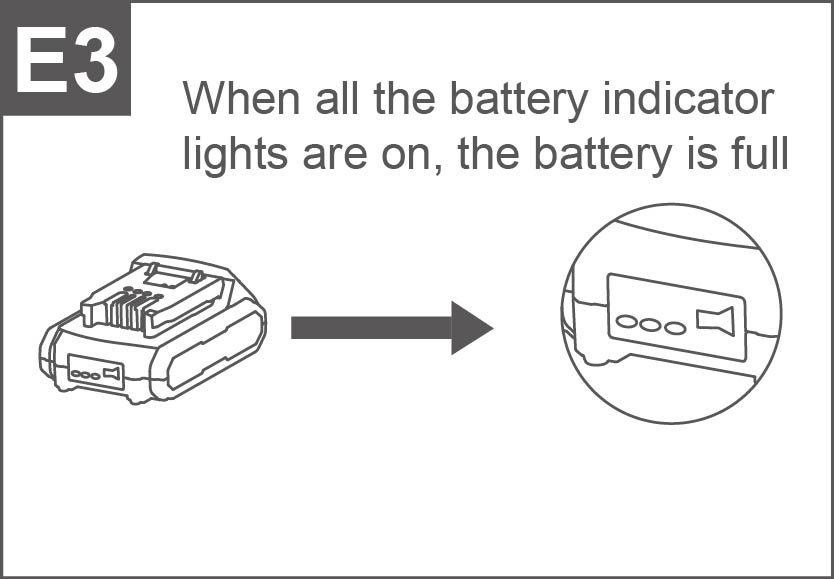 E3
When all the battery indicator
lights are on, the battery is full